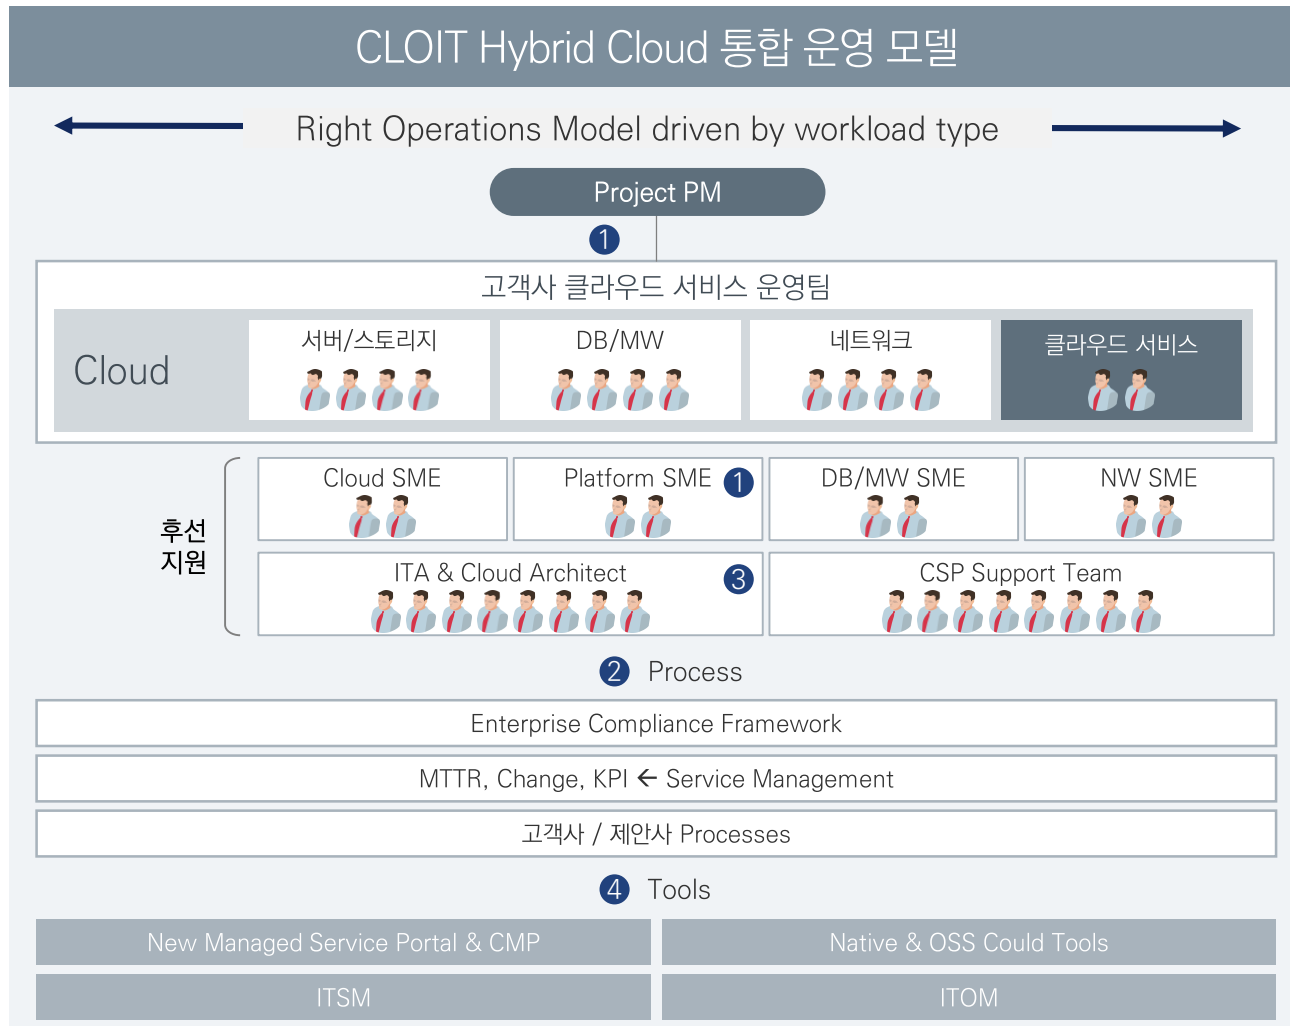 CLOIT Hybrid Cloud 통합 운영 모델
Right Operations Model driven by workload type
Project PM
1
고객사 클라우드 서비스 운영팀
Cloud
서버/스토리지
DB/MW
네트워크
클라우드 서비스
후선
지원
Cloud SME
Platform SME
1
DB/MW SME
NW SME
ITA & Cloud Architect
3
CSP Support Team
2 Process
Enterprise Compliance Framework
MTTR, Change, KPI ← Service Management
고객사 / 제안사 Processes
4 Tools
New Managed Service Portal & CMP
Native & OSS Could Tools
ITSM
ITOM